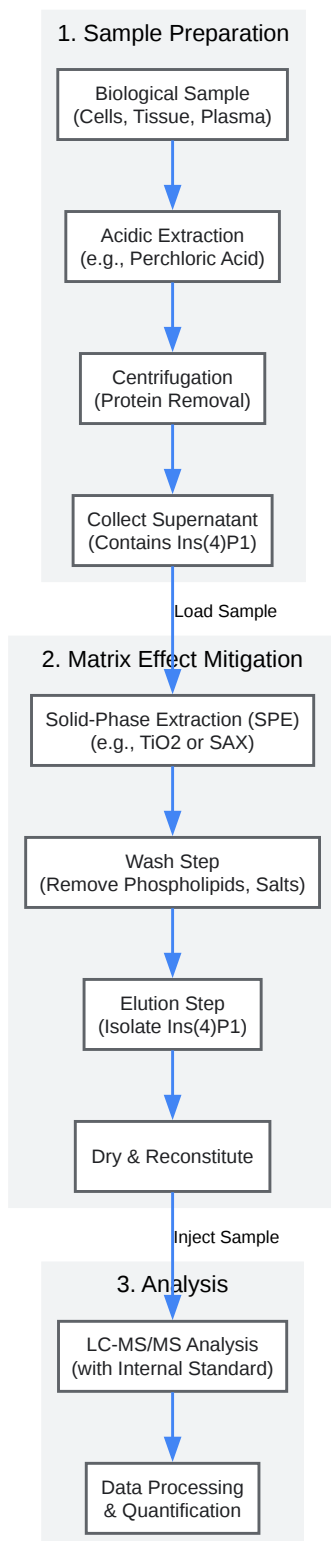 1. Sample Preparation
Biological Sample
(Cells, Tissue, Plasma)
Acidic Extraction
(e.g., Perchloric Acid)
Centrifugation
(Protein Removal)
Collect Supernatant
(Contains Ins(4)P1)
Load Sample
2. Matrix Effect Mitigation
Solid-Phase Extraction (SPE)
(e.g., TiO2 or SAX)
Wash Step
(Remove Phospholipids, Salts)
Elution Step
(Isolate Ins(4)P1)
Dry & Reconstitute
Inject Sample
3. Analysis
LC-MS/MS Analysis
(with Internal Standard)
Data Processing
& Quantification